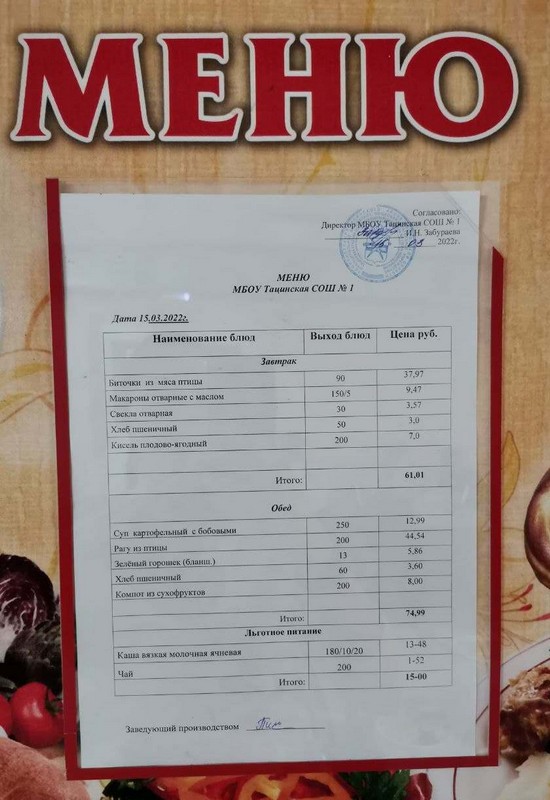 МЕНЮ
Согласовано:
Директор МБОУ Тацинская СОШ № 1
И.Н. Забураева
15 03 2022г.
МЕНЮ
МБОУ Тацинская СОШ № 1
Дата 15.03.2022г.
Наименование блюд Выход блюд Цена руб.
Завтрак
Биточки из мяса птицы 90 37,97
Макароны отварные с маслом 150/5 9,47
Свекла отварная 30 3,57
Хлеб пшеничный 50 3,0
Кисель плодово-ягодный 200 7,0
Итого: 61,01
Обед
Суп картофельный с бобовыми 250 12,99
Рагу из птицы 200 44,54
Зелёный горошек (бланш.) 13 5,86
Хлеб пшеничный 60 3,60
Компот из сухофруктов 200 8,00
Итого: 74,99
Льготное питание
Каша вязкая молочная ячневая 180/10/20 13-48
Чай 200 1-52
Итого: 15-00
Заведующий производством